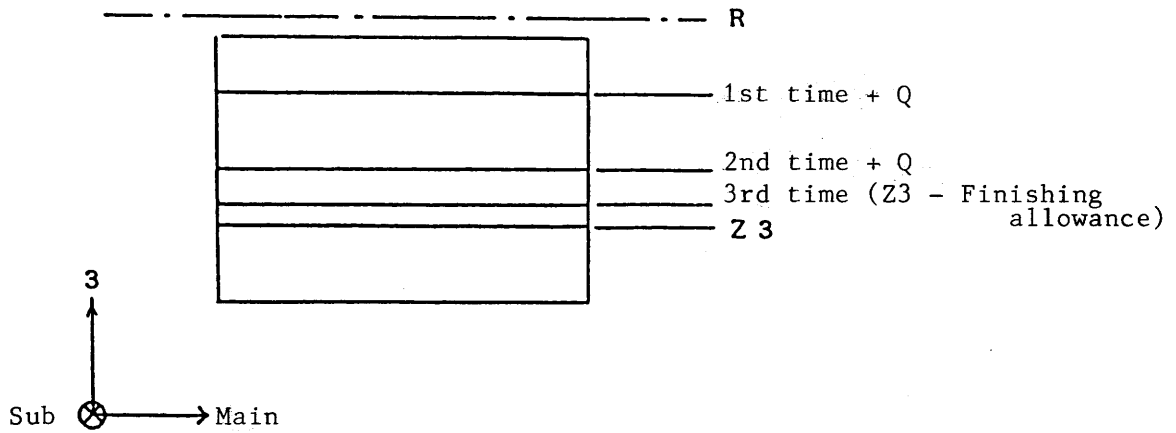 R
1st time + Q
2nd time + Q
3rd time (Z3 - Finishing
allowance)
Z 3
3
Sub
Main